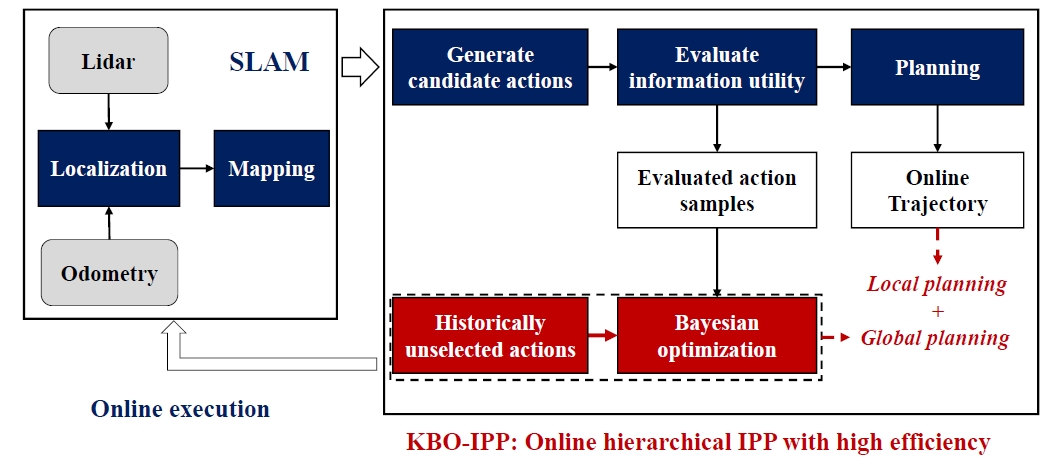 Lidar
SLAM
Localization
Mapping
Odometry
Online execution
Generate
candidate actions
Evaluate
information utility
Planning
Evaluated action
samples
Online
Trajectory
Historically
unselected actions
Bayesian
optimization
Local planning
+
Global planning
KBO-IPP: Online hierarchical IPP with high efficiency